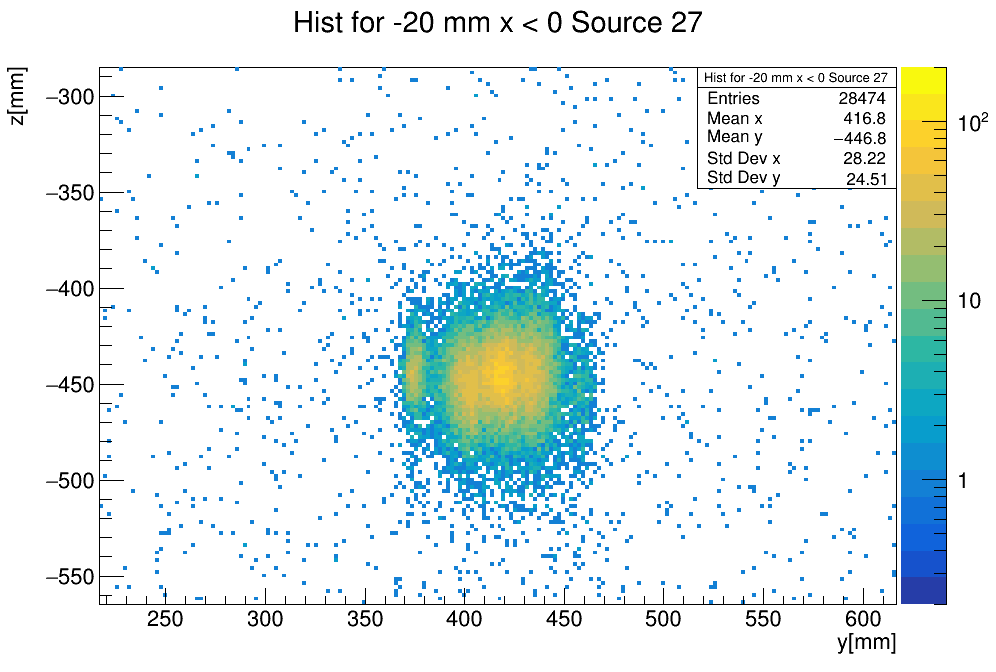 Hist for -20 mm x < 0 Source 27
z[mm]
Hist for -20 mm x < 0 Source 27
Entries 28474
Mean x 416.8
Mean y −446.8
Std Dev x 28.22
Std Dev y 24.51
−300
−350
−400
−450
−500
−550
10²
10
1
250 300 350 400 450 500 550 600
y[mm]